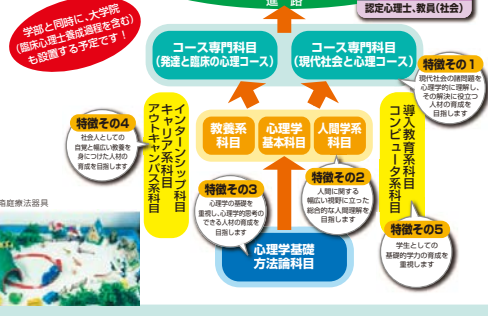 進路
認定心理士、教員(社会)
学部と同時に、大学院
(臨床心理士養成過程を含む)
も設置する予定です!
コース専門科目
(発達と臨床の心理コース)
コース専門科目
(現代社会と心理コース)
特徴その1
現代社会の諸問題を
心理学的に理解し、
その解決に役立つ
人材の育成を
目指します
特徴その4
社会人としての
自覚と幅広い教養を
身につけた人材の
育成を目指します
インターンシップ科目
キャリア系科目
アウトキャンパス系科目
教養系
科目
心理学
基本科目
人間学系
科目
導入教育系科目
コンピュータ系科目
特徴その2
人間に関する
幅広い視野に立った
総合的な人間理解を
目指します
特徴その3
心理学の基礎を
重視し、心理学的思考の
できる人材の育成を
目指します
特徴その5
学生としての
基礎的学力の育成を
重視します
心理学基礎
方法論科目
箱庭療法器具